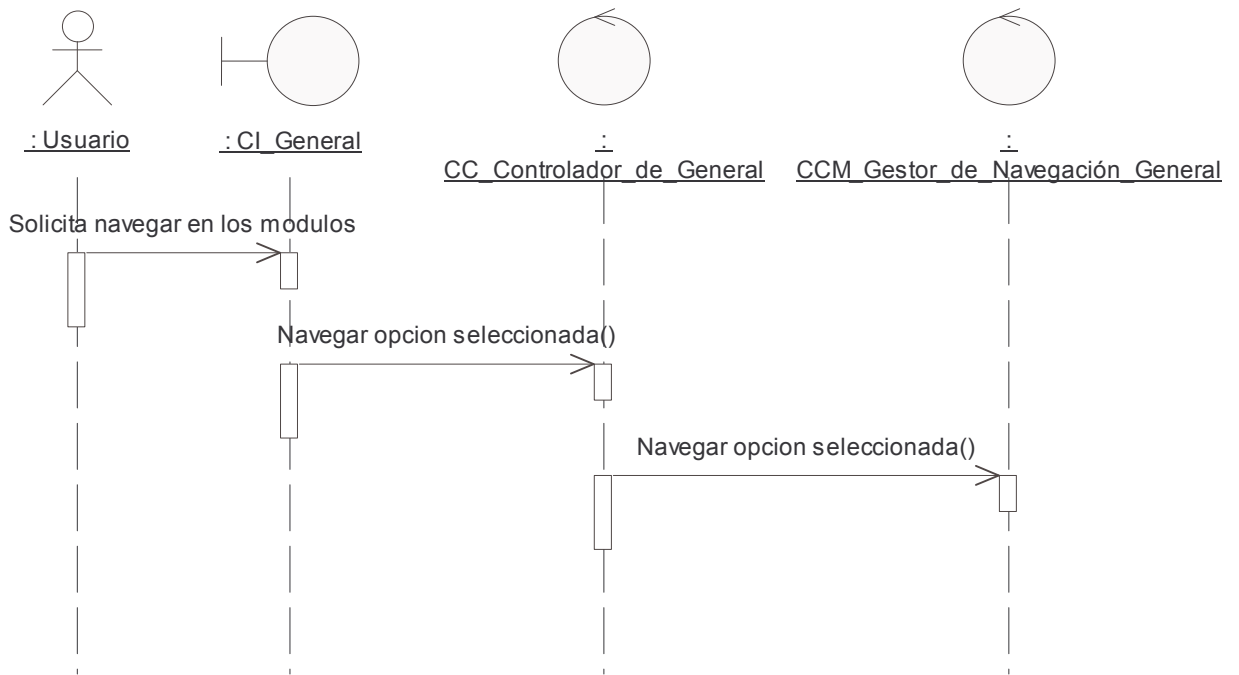 : Usuario
: CI_General
:
CC_Controlador_de_General
:
CCM_Gestor_de_Navegación_General
Solicita navegar en los modulos
Navegar opcion seleccionada()
Navegar opcion seleccionada()